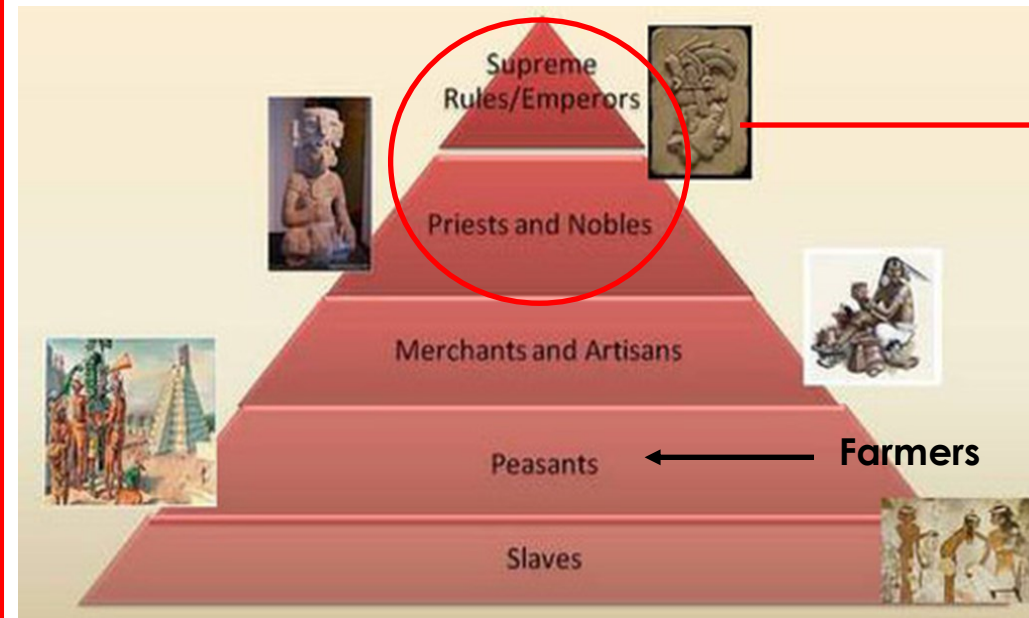 Supreme
Rules/Emperors
Priests and Nobles
Merchants and Artisans
Peasants
Farmers
Slaves